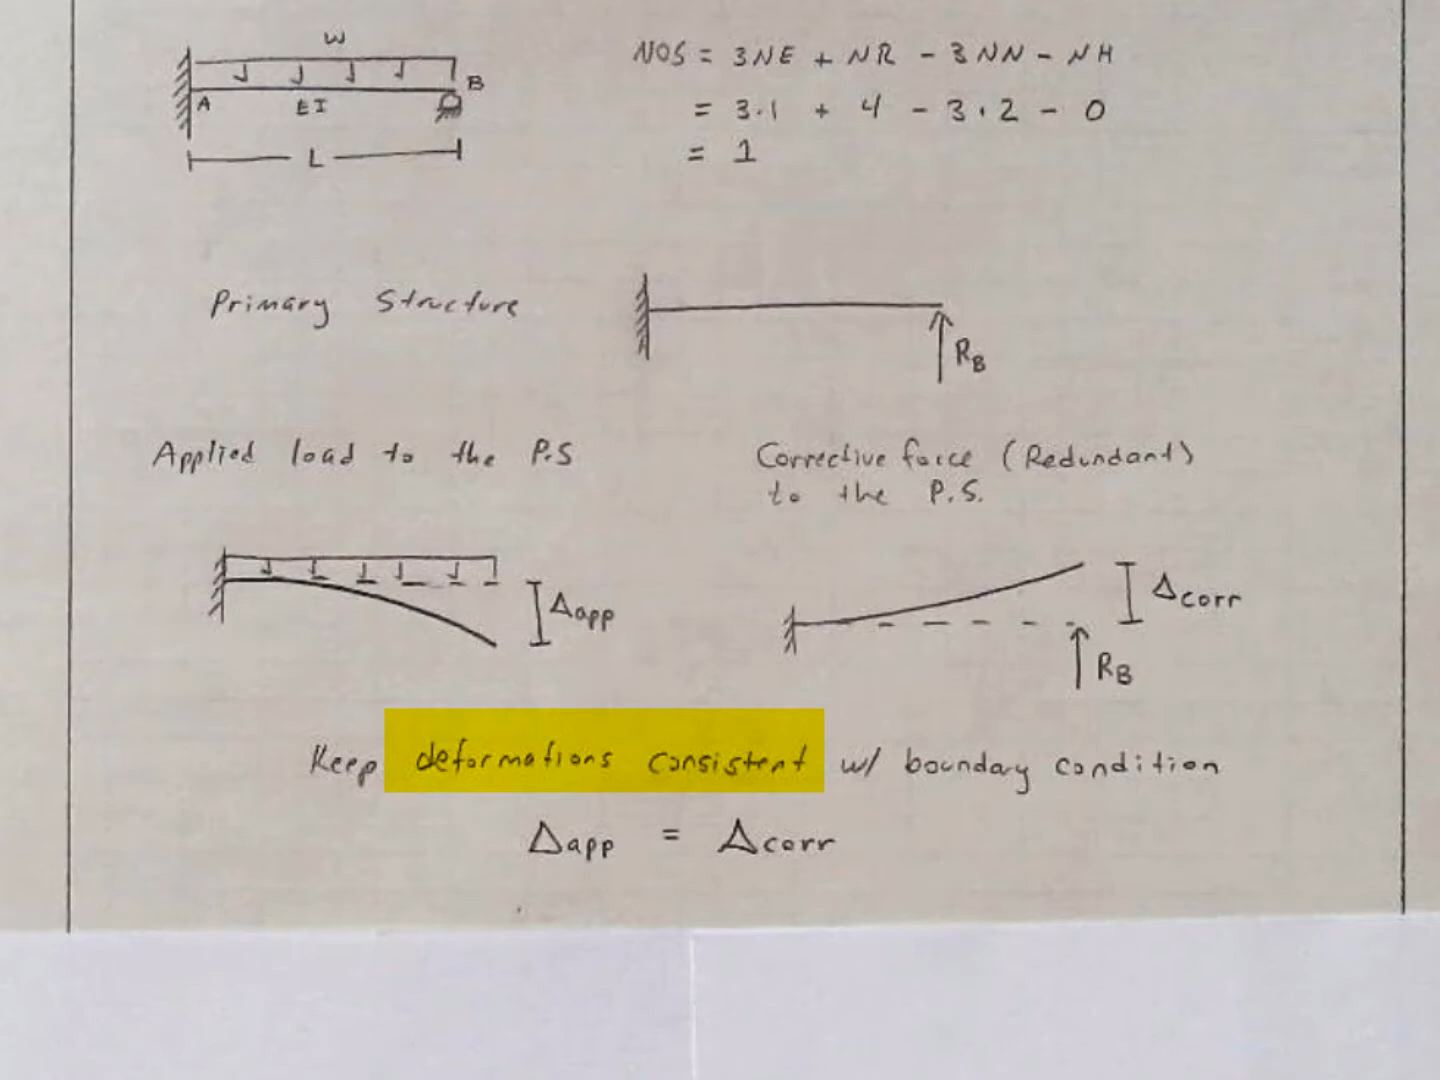 w
NOS = 3NE + NR - 3NN - NH
A
EI
B
= 3·1 + 4 - 3·2 - 0
L
= 1
Primary Structure
RB
Applied load to the P.S
Corrective force (Redundant)
to the P.S.
Δapp
Δcorr
RB
Keep deformations consistent w/ boundary condition
Δapp = Δcorr